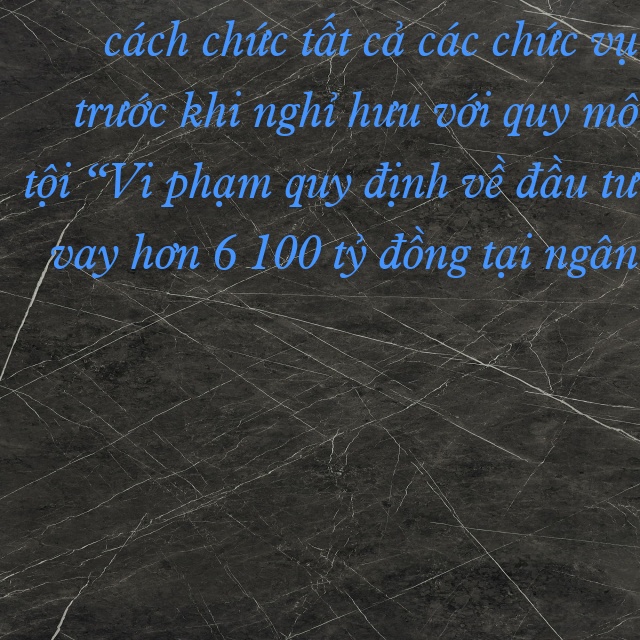 cách chức tất cả các chức vụ
trước khi nghỉ hưu với quy mô
tội “Vi phạm quy định về đầu tư
vay hơn 6 100 tỷ đồng tại ngân